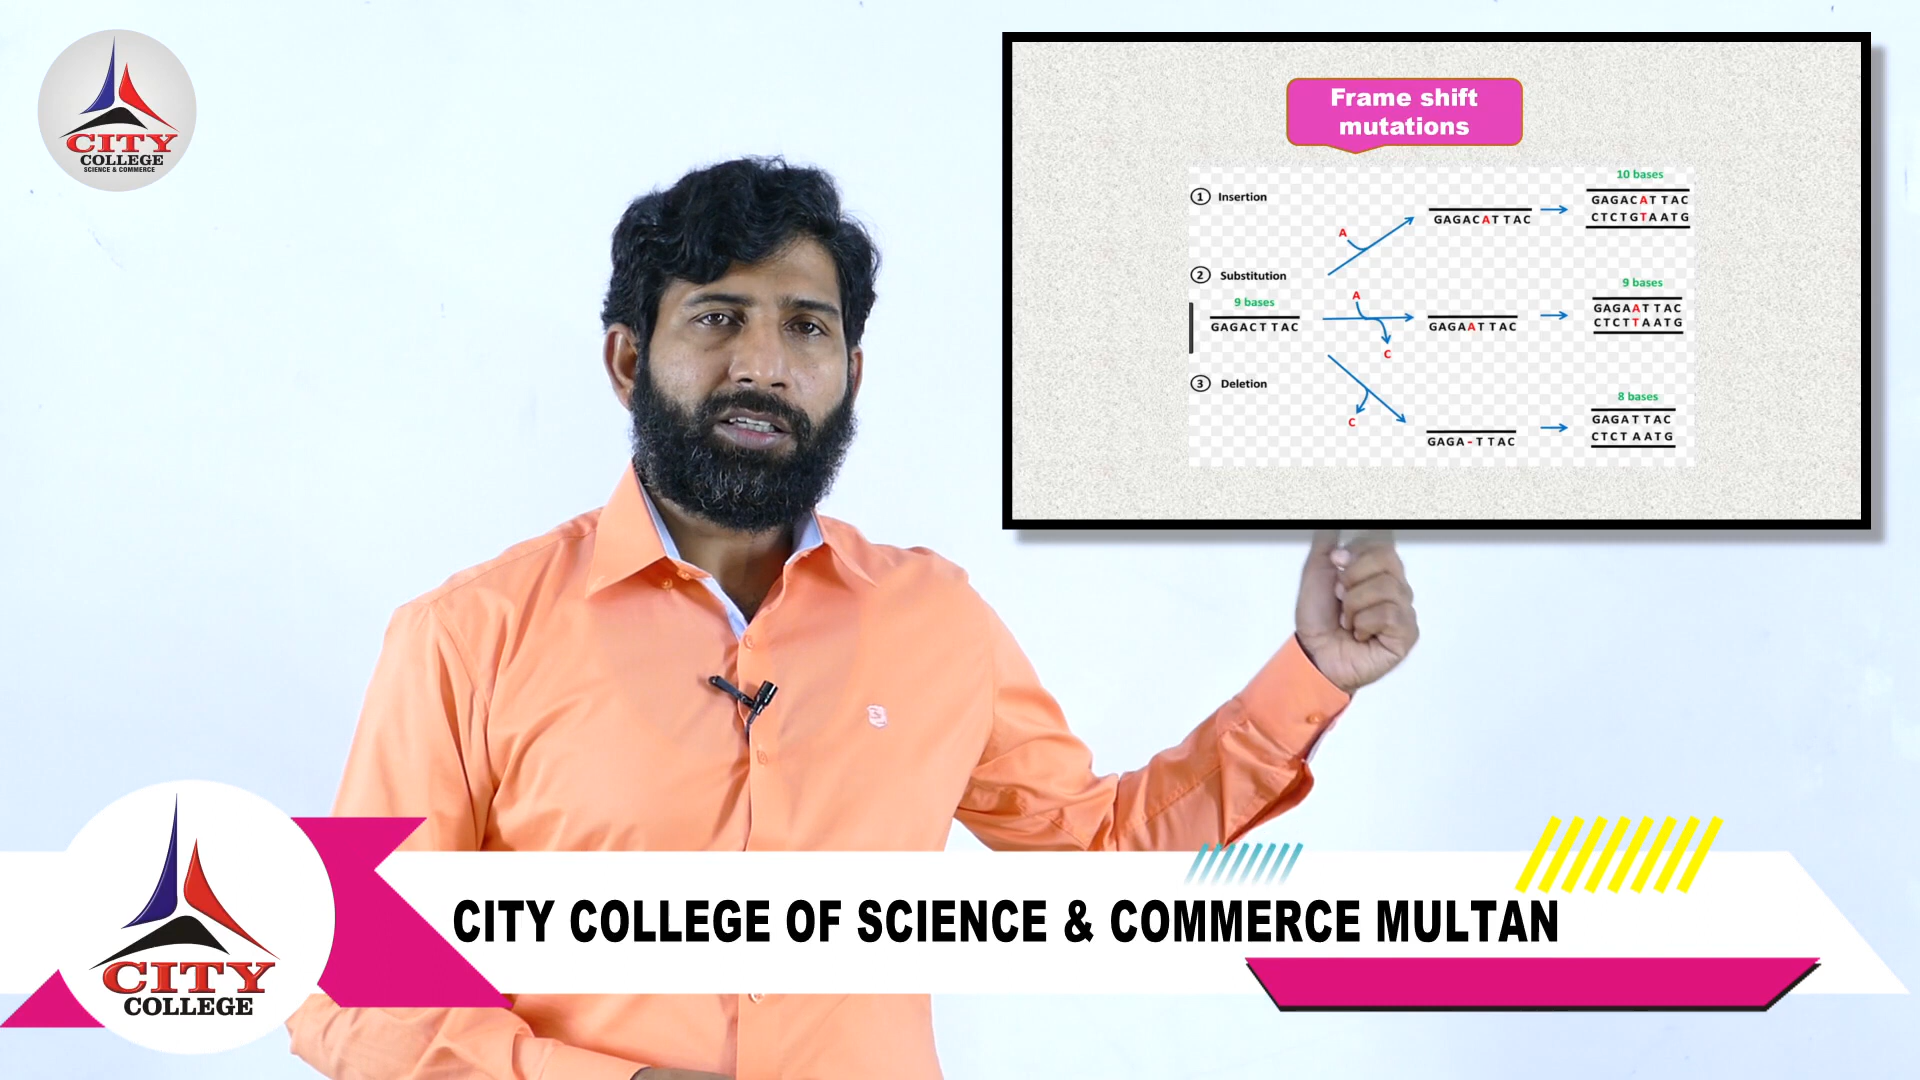 CITY
COLLEGE
SCIENCE & COMMERCE
Frame shift
mutations
1 Insertion
A
GAGACATTAC
10 bases
GAGACATTAC
CTCTGTAATG
2 Substitution
9 bases
GAGACTTAC
A
C
GAGAATTAC
9 bases
GAGAATTAC
CTCTTAATG
3 Deletion
C
GAGA-TTAC
8 bases
GAGATTAC
CTCTAATG
CITY
COLLEGE
CITY COLLEGE OF SCIENCE & COMMERCE MULTAN